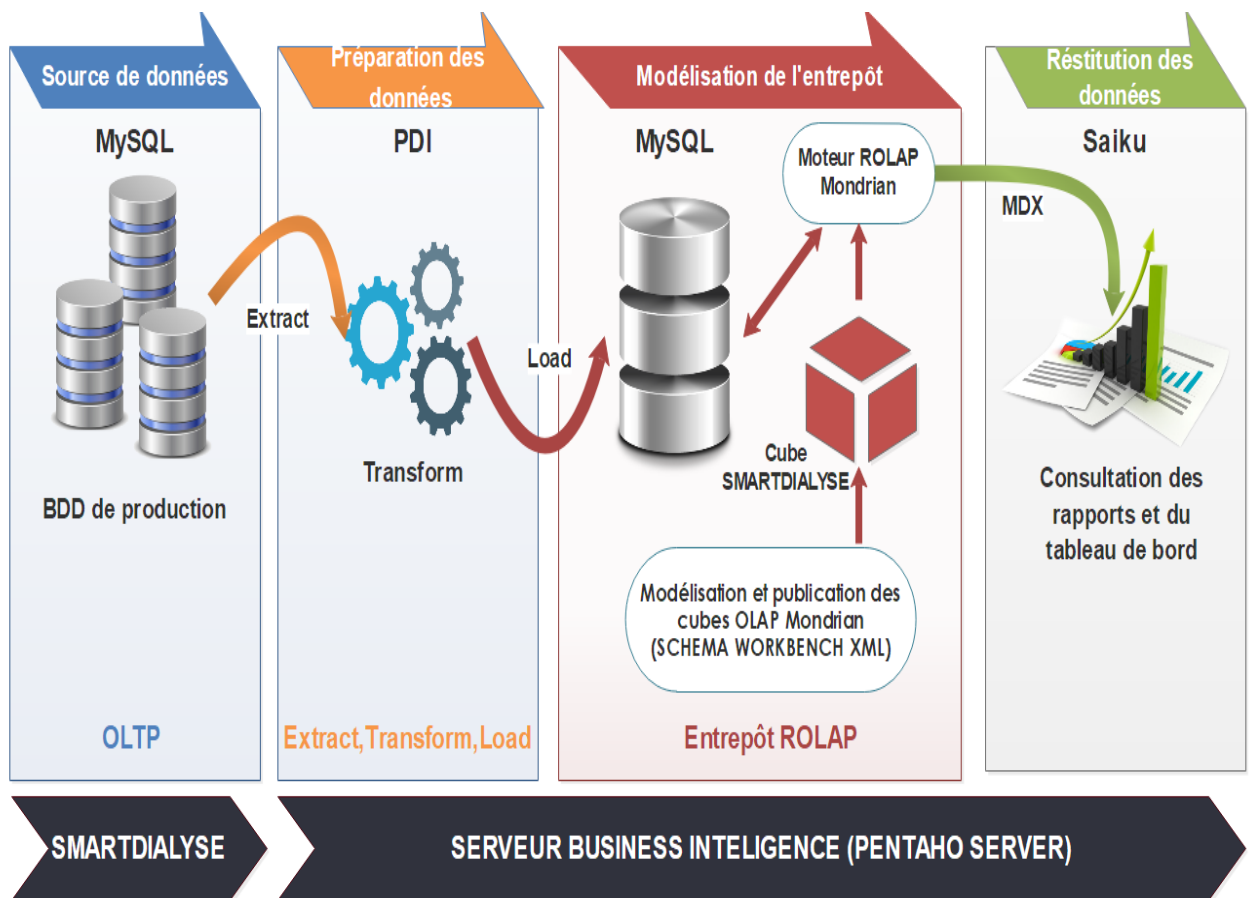 Source de données
MySQL
BDD de production
OLTP
Préparation des
données
PDI
Extract
Transform
Load
Extract,Transform,Load
Modélisation de l'entrepôt
MySQL
Moteur ROLAP
Mondrian
Cube
SMARTDIALYSE
Modélisation et publication des
cubes OLAP Mondrian
(SCHEMA WORKBENCH XML)
Entrepôt ROLAP
Réstitution des
données
Saiku
MDX
Consultation des
rapports et du
tableau de bord
SMARTDIALYSE
SERVEUR BUSINESS INTELIGENCE (PENTAHO SERVER)